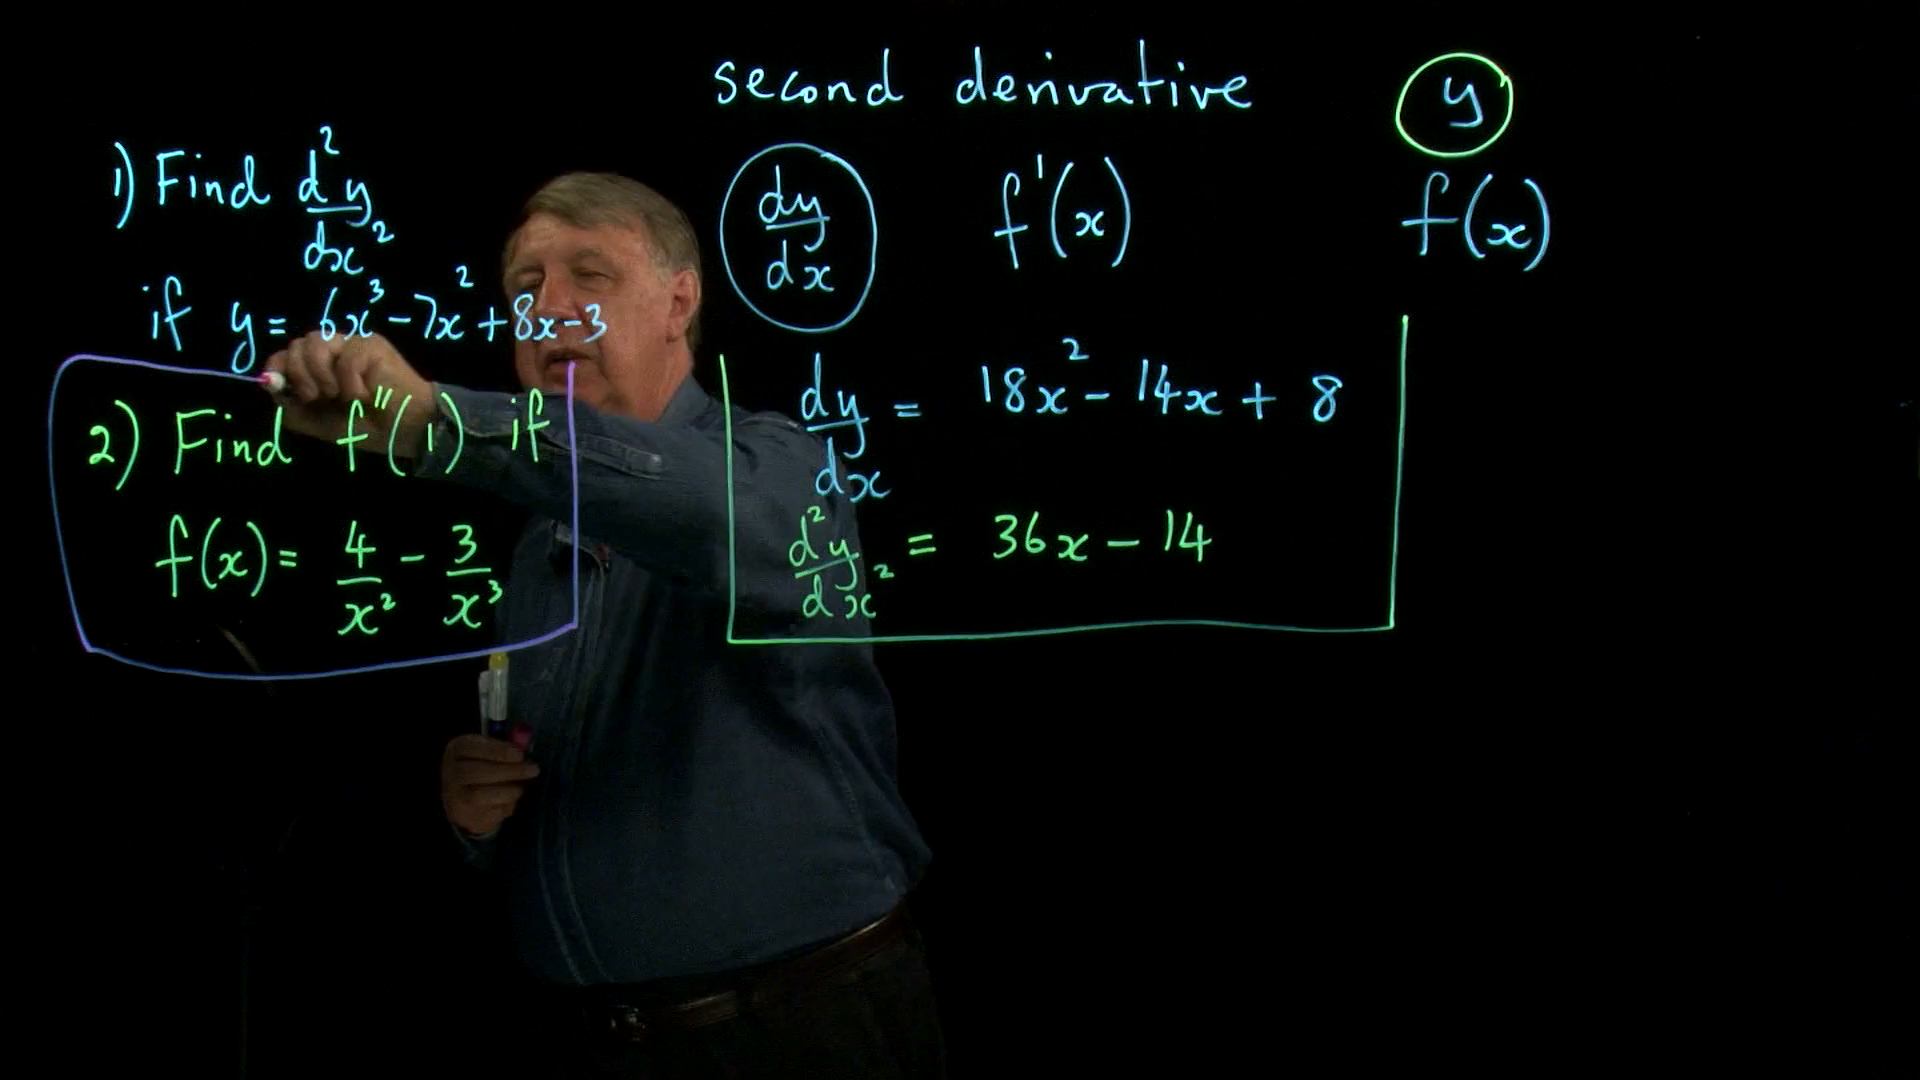 second derivative
y
dy/dx
f'(x)
f(x)
1) Find d²y/dx²
if y = 6x³ - 7x² + 8x - 3
2) Find f''(1) if
f(x) = 4/x² - 3/x³
dy/dx = 18x² - 14x + 8
d²y/dx² = 36x - 14